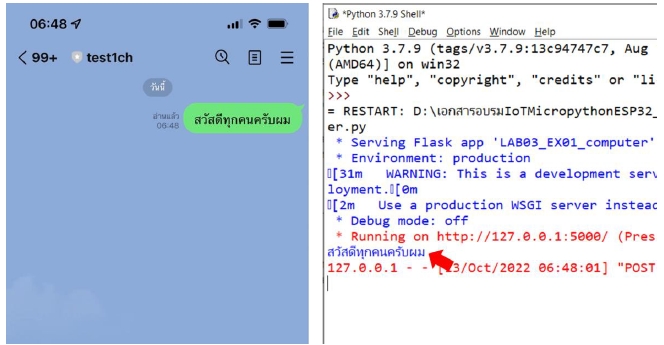 06:48
99+ test1ch
วันนี้
อ่านแล้ว
06:48
สวัสดีทุกคนครับผม
*Python 3.7.9 Shell*
File Edit Shell Debug Options Window Help
Python 3.7.9 (tags/v3.7.9:13c94747c7, Aug
(AMD64)] on win32
Type "help", "copyright", "credits" or "li
>>>
= RESTART: D:\เอกสารอบรมIoTMicropythonESP32_
er.py
* Serving Flask app 'LAB03_EX01_computer'
* Environment: production
[31m WARNING: This is a development serv
loyment.[0m
[2m Use a production WSGI server instead
* Debug mode: off
* Running on http://127.0.0.1:5000/ (Pres
สวัสดีทุกคนครับผม
127.0.0.1 - - [13/Oct/2022 06:48:01] "POST